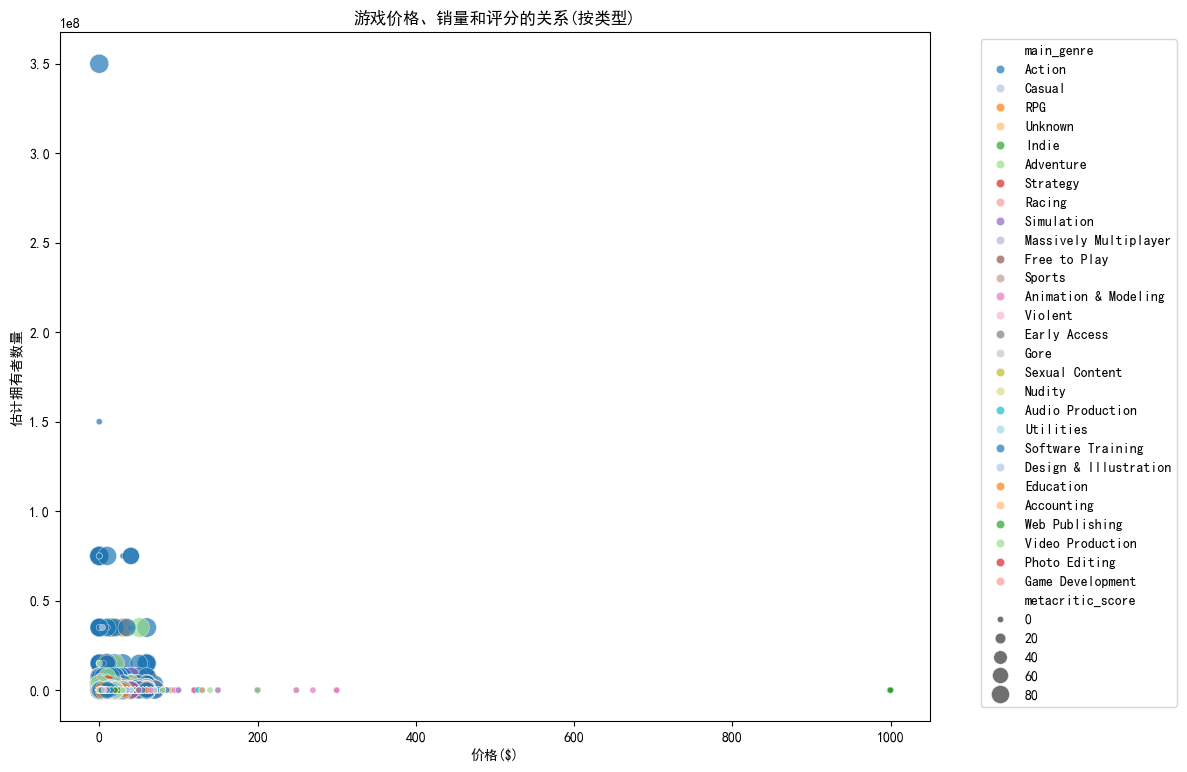 游戏价格、销量和评分的关系(按类型)
1e8
3.5
3.0
2.5
2.0
1.5
1.0
0.5
0.0
估计拥有者数量
0
200
400
600
800
1000
价格($)
main_genre
Action
Casual
RPG
Unknown
Indie
Adventure
Strategy
Racing
Simulation
Massively Multiplayer
Free to Play
Sports
Animation & Modeling
Violent
Early Access
Gore
Sexual Content
Nudity
Audio Production
Utilities
Software Training
Design & Illustration
Education
Accounting
Web Publishing
Video Production
Photo Editing
Game Development
metacritic_score
0
20
40
60
80